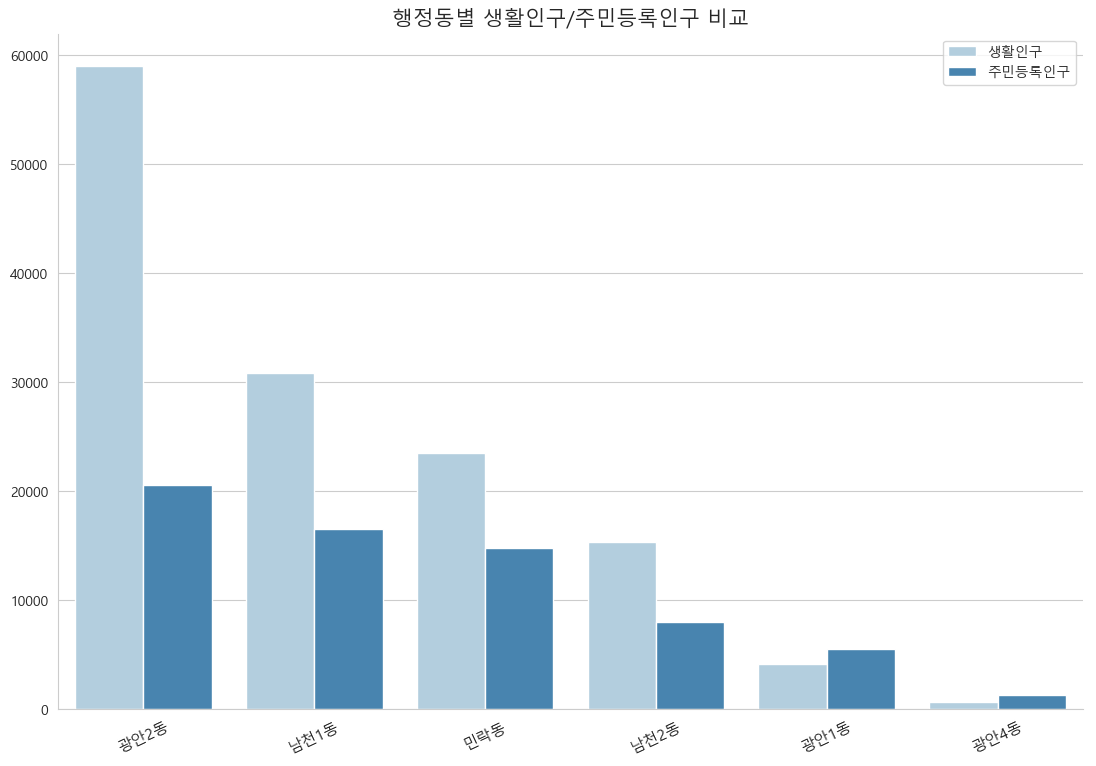 행정동별 생활인구/주민등록인구 비교
생활인구
주민등록인구
60000
50000
40000
30000
20000
10000
0
광안2동
남천1동
민락동
남천2동
광안1동
광안4동